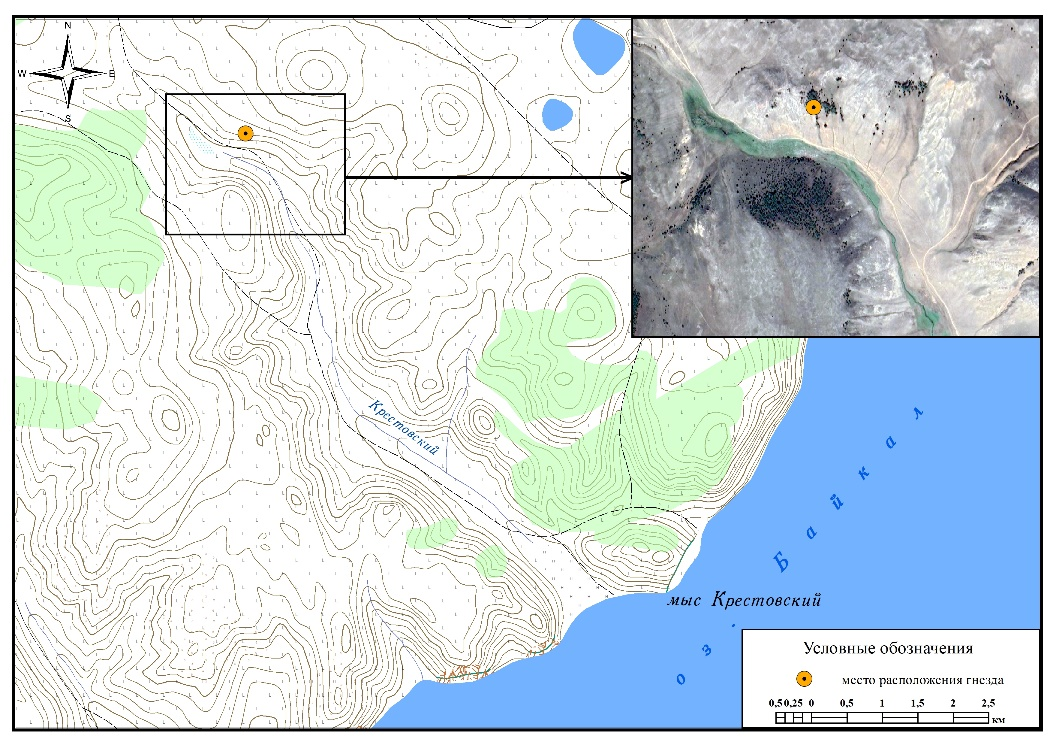 N
W E
S
Крестовский
оз. Байкал
мыс Крестовский
Условные обозначения
место расположения гнезда
0,5 0,25 0 0,5 1 1,5 2 2,5
км